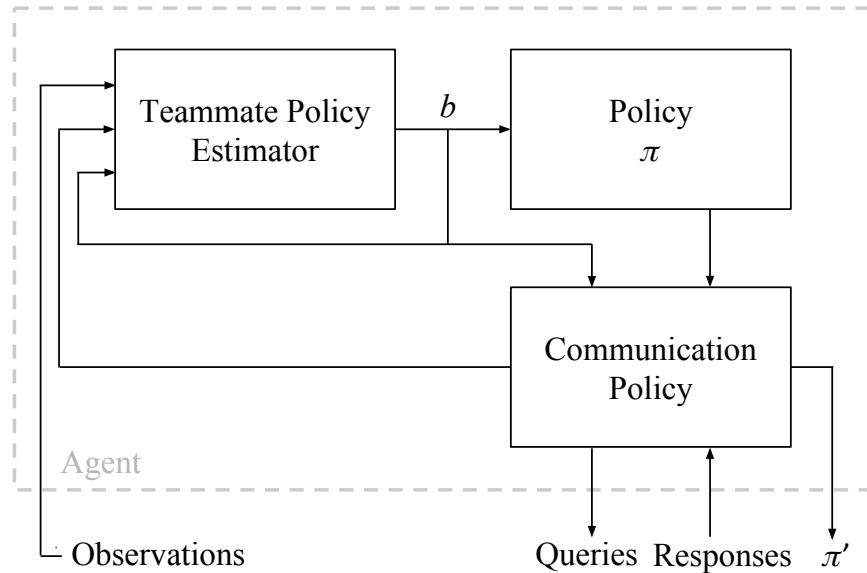 Teammate Policy
Estimator
b
Policy
π
Communication
Policy
Agent
Observations
Queries
Responses
π'